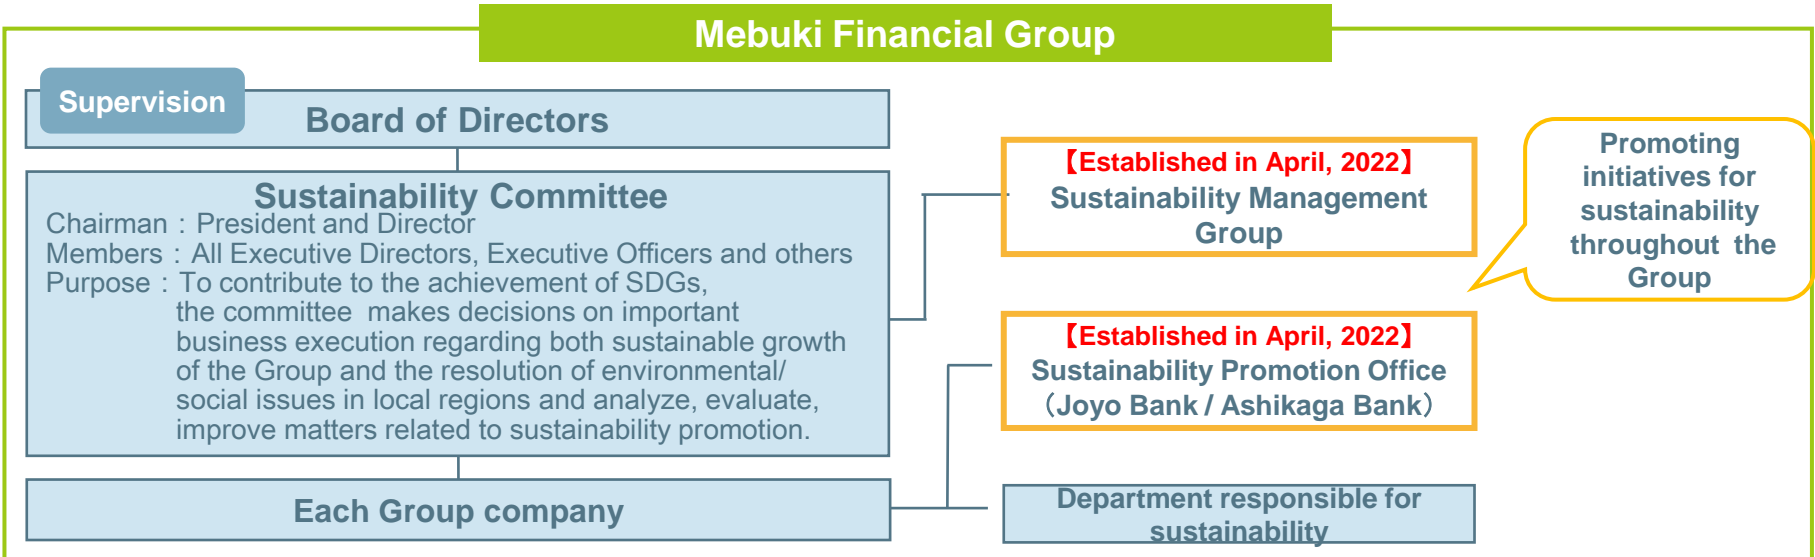 Mebuki Financial Group
Supervision
Board of Directors
Sustainability Committee
Chairman：President and Director
Members：All Executive Directors, Executive Officers and others
Purpose：To contribute to the achievement of SDGs,
the committee makes decisions on important
business execution regarding both sustainable growth
of the Group and the resolution of environmental/
social issues in local regions and analyze, evaluate,
improve matters related to sustainability promotion.
Each Group company
【Established in April, 2022】
Sustainability Management
Group
【Established in April, 2022】
Sustainability Promotion Office
（Joyo Bank / Ashikaga Bank）
Department responsible for
sustainability
Promoting
initiatives for
sustainability
throughout the
Group